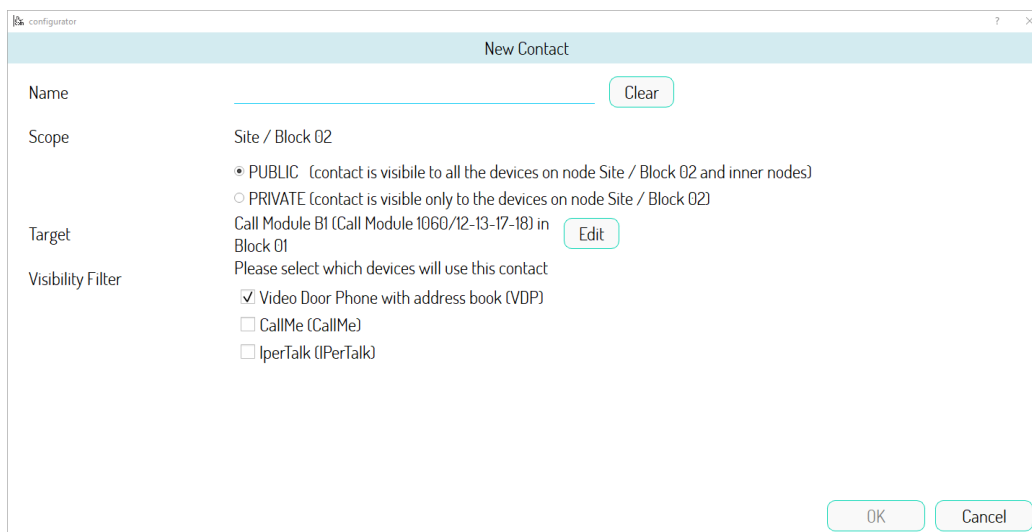 configurator ?
New Contact
Name Clear
Scope Site / Block 02
PUBLIC (contact is visibile to all the devices on node Site / Block 02 and inner nodes)
PRIVATE (contact is visible only to the devices on node Site / Block 02)
Target Call Module B1 (Call Module 1060/12-13-17-18) in
Block 01 Edit
Visibility Filter Please select which devices will use this contact
Video Door Phone with address book (VDP)
CallMe (CallMe)
IperTalk (IPerTalk)
OK Cancel